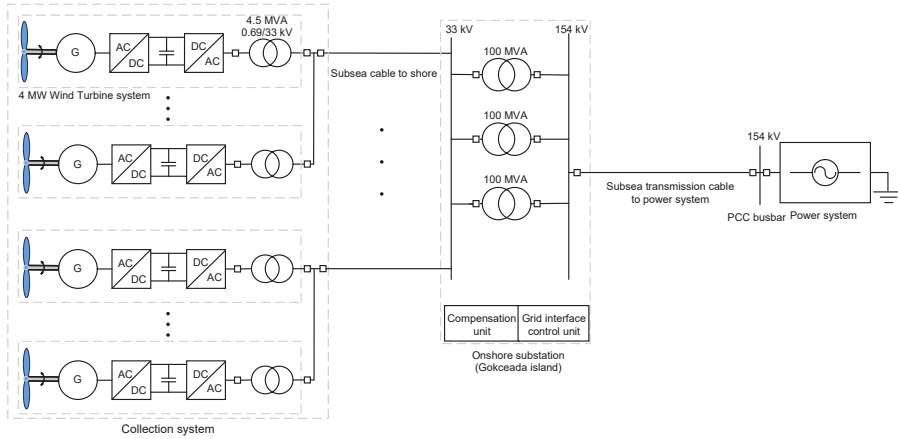 4.5 MVA
0.69/33 kV
G
AC
DC
DC
AC
4 MW Wind Turbine system
G
AC
DC
DC
AC
G
AC
DC
DC
AC
G
AC
DC
DC
AC
Collection system
Subsea cable to shore
33 kV
154 kV
100 MVA
100 MVA
100 MVA
Compensation
unit
Grid interface
control unit
Onshore substation
(Gokceada island)
Subsea transmission cable
to power system
154 kV
PCC busbar
Power system